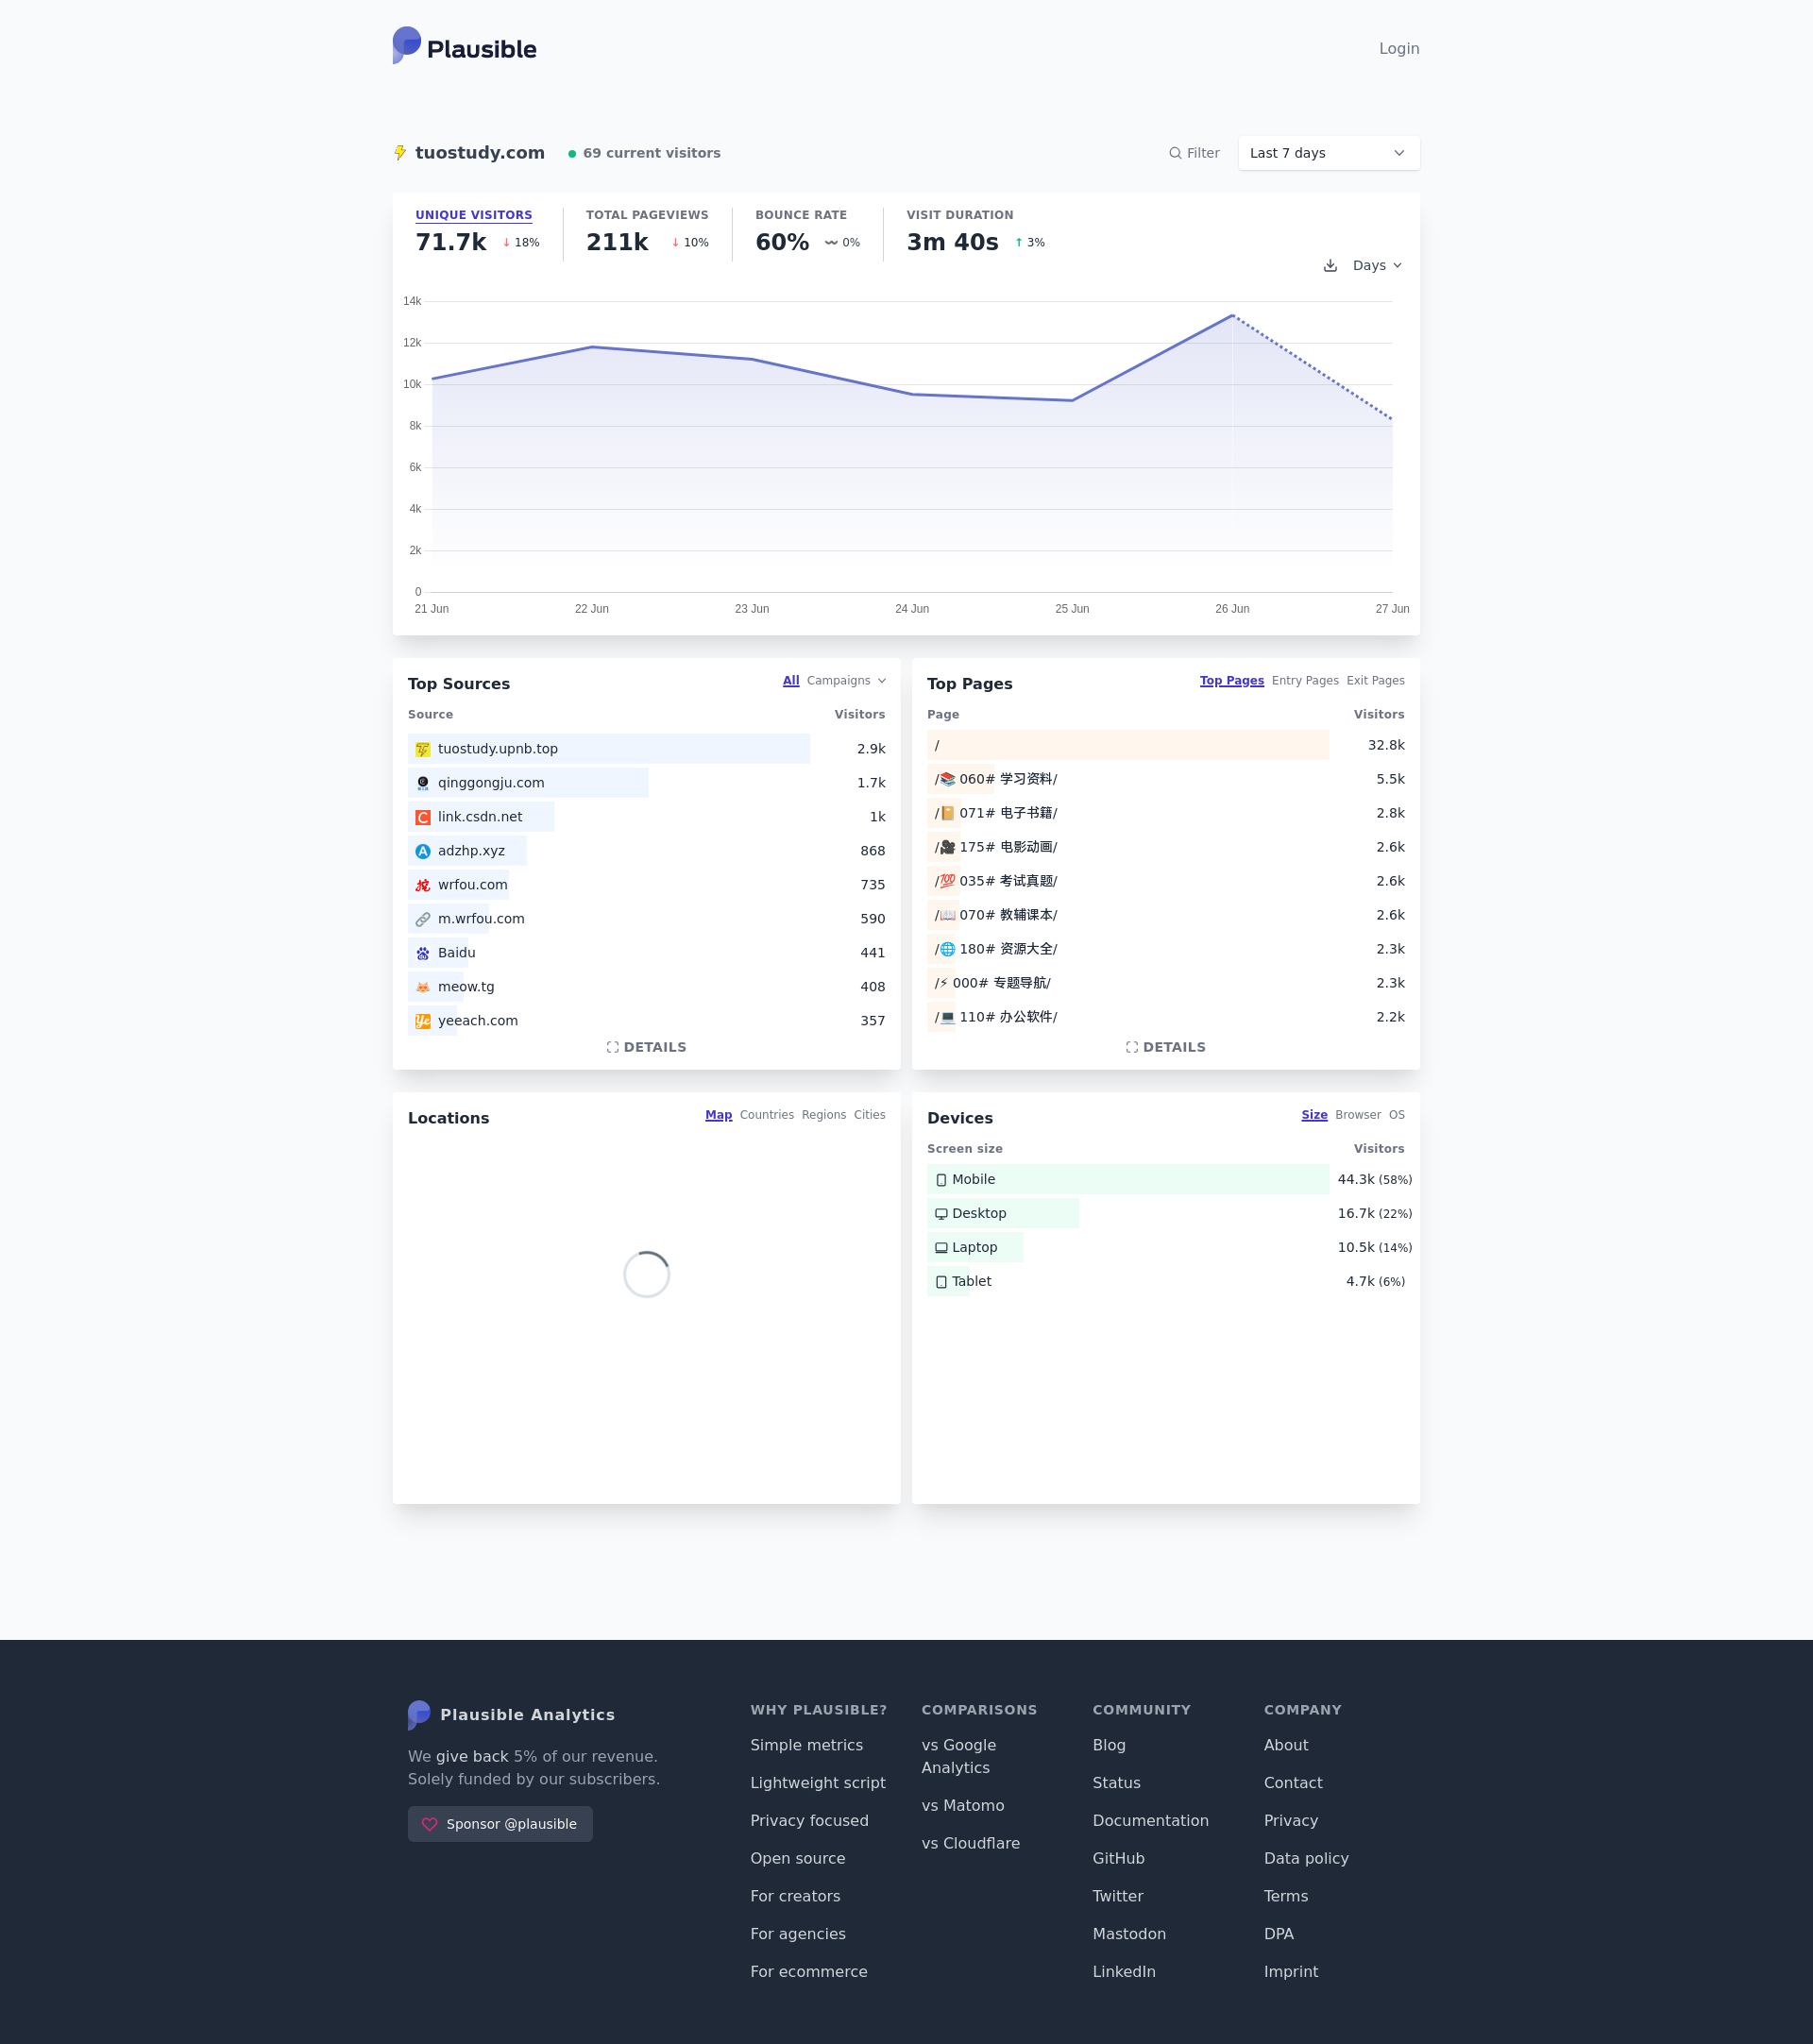 Plausible
Login
tuostudy.com
69 current visitors
Filter
Last 7 days
UNIQUE VISITORS
71.7k ↓ 18%
TOTAL PAGEVIEWS
211k ↓ 10%
BOUNCE RATE
60% 〰 0%
VISIT DURATION
3m 40s ↑ 3%
Days
14k
12k
10k
8k
6k
4k
2k
0
21 Jun 22 Jun 23 Jun 24 Jun 25 Jun 26 Jun 27 Jun
Top Sources
All Campaigns
Source Visitors
tuostudy.upnb.top 2.9k
qinggongju.com 1.7k
link.csdn.net 1k
adzhp.xyz 868
wrfou.com 735
m.wrfou.com 590
Baidu 441
meow.tg 408
yeeach.com 357
DETAILS
Top Pages
Top Pages Entry Pages Exit Pages
Page Visitors
/ 32.8k
/📚 060# 学习资料/ 5.5k
/📔 071# 电子书籍/ 2.8k
/🎥 175# 电影动画/ 2.6k
/💯 035# 考试真题/ 2.6k
/📖 070# 教辅课本/ 2.6k
/🌐 180# 资源大全/ 2.3k
/⚡ 000# 专题导航/ 2.3k
/💻 110# 办公软件/ 2.2k
DETAILS
Locations
Map Countries Regions Cities
Devices
Size Browser OS
Screen size Visitors
Mobile 44.3k (58%)
Desktop 16.7k (22%)
Laptop 10.5k (14%)
Tablet 4.7k (6%)
Plausible Analytics
We give back 5% of our revenue.
Solely funded by our subscribers.
Sponsor @plausible
WHY PLAUSIBLE?
Simple metrics
Lightweight script
Privacy focused
Open source
For creators
For agencies
For ecommerce
COMPARISONS
vs Google
Analytics
vs Matomo
vs Cloudflare
COMMUNITY
Blog
Status
Documentation
GitHub
Twitter
Mastodon
LinkedIn
COMPANY
About
Contact
Privacy
Data policy
Terms
DPA
Imprint